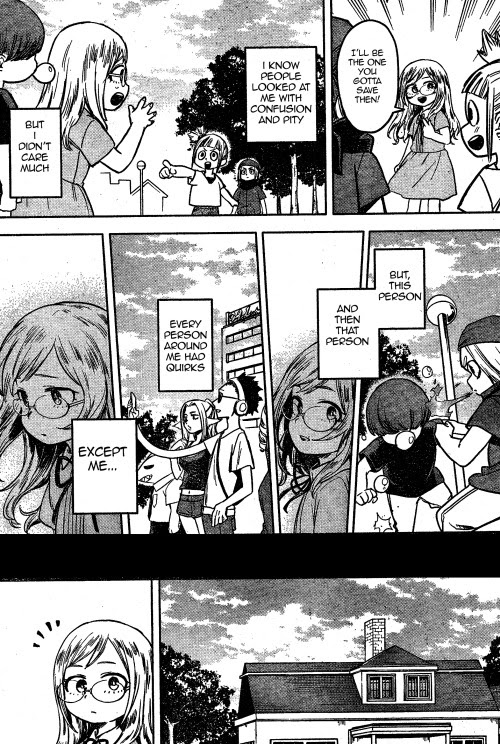 I'LL BE
THE ONE
YOU
GOTTA
SAVE
THEN!
I KNOW
PEOPLE
LOOKED AT
ME WITH
CONFUSION
AND PITY
BUT
I
DIDN'T
CARE
MUCH
BUT,
THIS
PERSON
AND
THEN
THAT
PERSON
EVERY
PERSON
AROUND
ME HAD
QUIRKS
EXCEPT
ME...